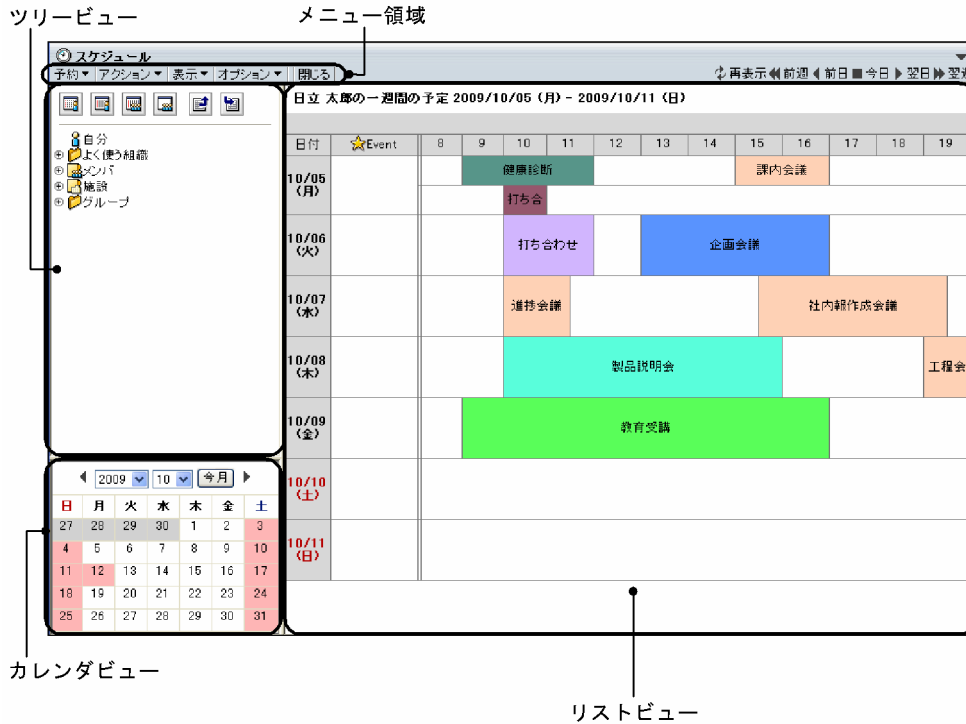 ツリービュー
メニュー領域
スケジュール
予約▼ アクション▼ 表示▼ オプション▼ 閉じる
再表示 前週 前日 今日 翌日
日立 太郎の一週間の予定 2009/10/05 (月) - 2009/10/11 (日)
日付 Event 8 9 10 11 12 13 14 15 16 17 18 19
自分
よく使う組織
メンバ
施設
グループ
10/05
(月)
健康診断 課内会議
打ち合
10/06
(火)
打ち合わせ 企画会議
10/07
(水)
進捗会議 社内報作成会議
10/08
(木)
製品説明会 工程会
10/09
(金)
教育受講
10/10
(土)
10/11
(日)
2009 10 今月
日 月 火 水 木 金 土
27 28 29 30 1 2 3
4 5 6 7 8 9 10
11 12 13 14 15 16 17
18 19 20 21 22 23 24
25 26 27 28 29 30 31
カレンダビュー
リストビュー